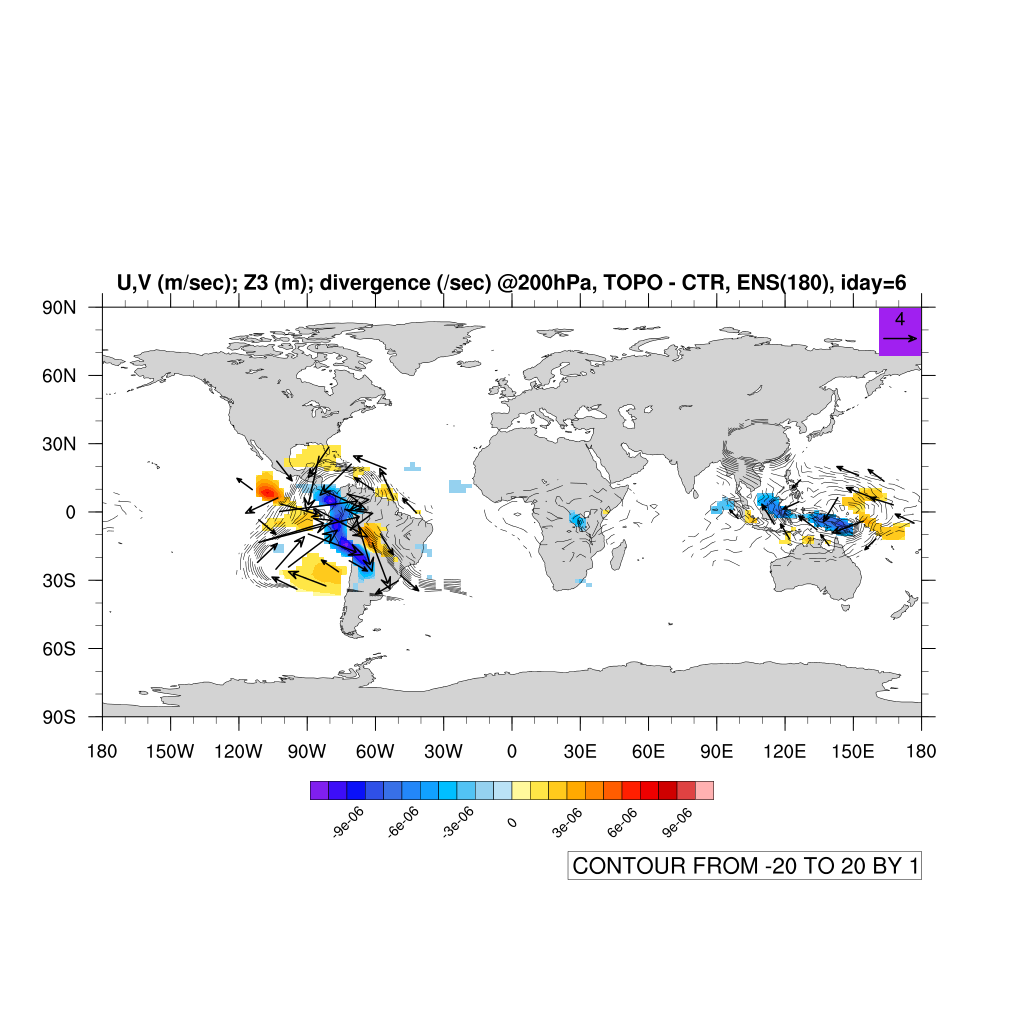 U,V (m/sec); Z3 (m); divergence (/sec) @200hPa, TOPO - CTR, ENS(180), iday=6
90N
4
60N
30N
0
30S
60S
90S
180 150W 120W 90W 60W 30W 0 30E 60E 90E 120E 150E 180
-9e-06 -6e-06 -3e-06 0 3e-06 6e-06 9e-06
CONTOUR FROM -20 TO 20 BY 1